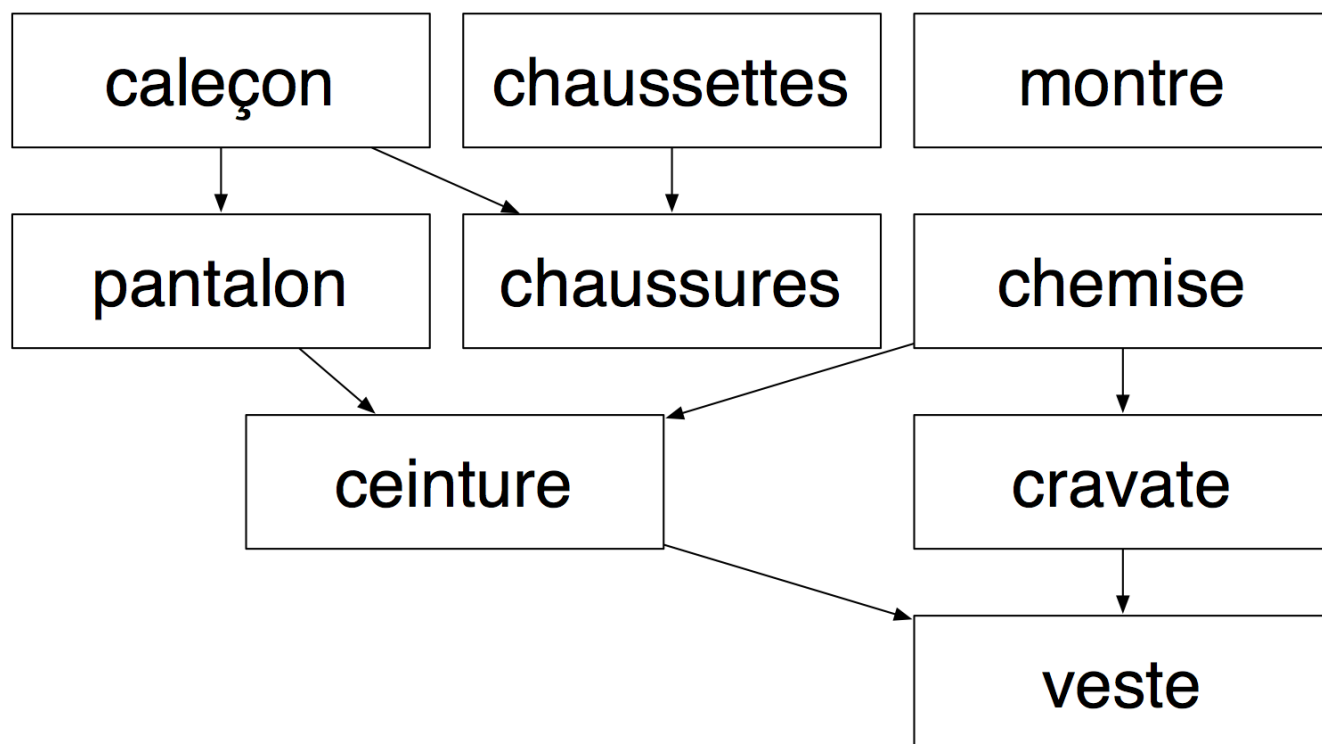 caleçon
chaussettes
montre
pantalon
chaussures
chemise
ceinture
cravate
veste